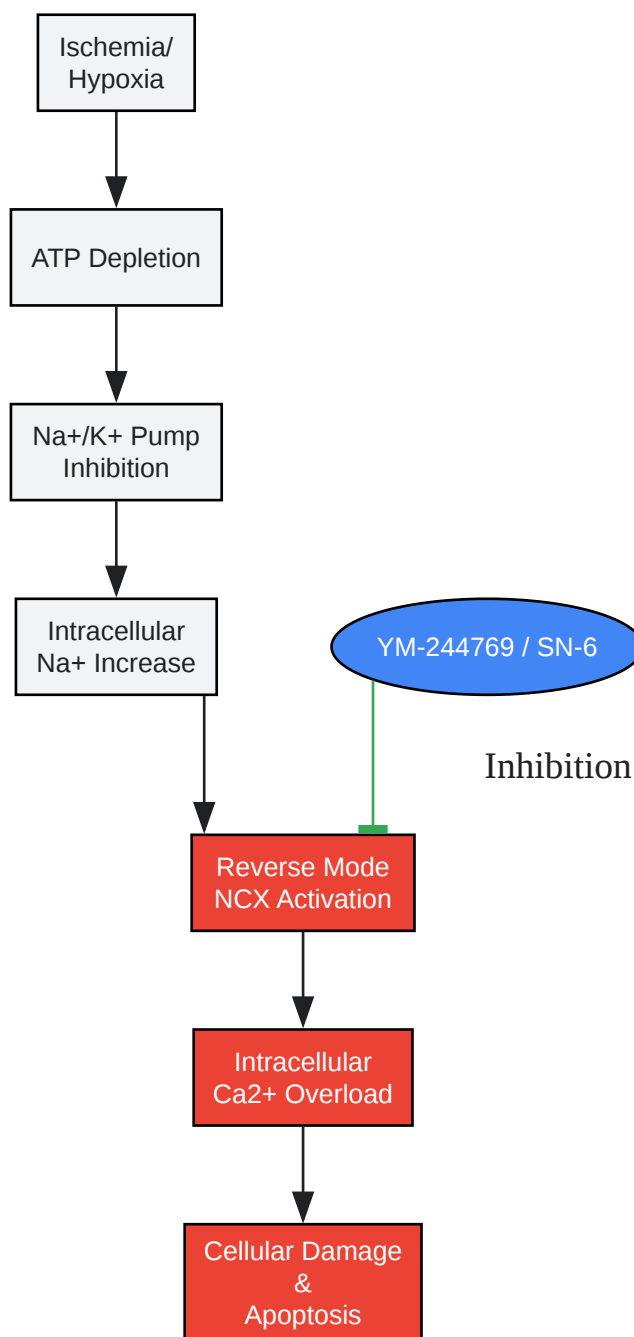 Ischemia/
Hypoxia
ATP Depletion
Na+/K+ Pump
Inhibition
Intracellular
Na+ Increase
YM-244769 / SN-6
Inhibition
Reverse Mode
NCX Activation
Intracellular
Ca2+ Overload
Cellular Damage
&
Apoptosis